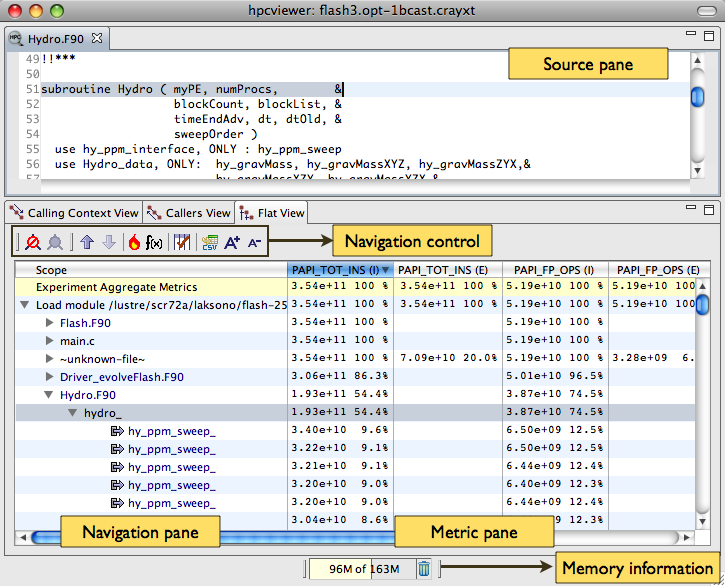 hpcviewer: flash3.opt-1bcast.crayxt
Hydro.F90
49 !!***
50
51 subroutine Hydro ( myPE, numProcs, &
52 blockCount, blockList, &
53 timeEndAdv, dt, dtOld, &
54 sweepOrder )
55 use hy_ppm_interface, ONLY : hy_ppm_sweep
56 use Hydro_data, ONLY: hy_gravMass, hy_gravMassXYZ, hy_gravMassZYX,&
57 hy_gravMassXZY, hy_gravMassYXZ,&
Source pane
Calling Context View Callers View Flat View
f(x) CSV A+ A-
Navigation control
Scope PAPI_TOT_INS (I) PAPI_TOT_INS (E) PAPI_FP_OPS (I) PAPI_FP_OPS (E)
Experiment Aggregate Metrics 3.54e+11 100 % 3.54e+11 100 % 5.19e+10 100 % 5.19e+10 100
Load module /lustre/scr72a/laksono/flash-25 3.54e+11 100 % 3.54e+11 100 % 5.19e+10 100 % 5.19e+10 100
Flash.F90 3.54e+11 100 % 5.19e+10 100 %
main.c 3.54e+11 100 % 5.19e+10 100 %
~unknown-file~ 3.54e+11 100 % 7.09e+10 20.0% 5.19e+10 100 % 3.28e+09 6.
Driver_evolveFlash.F90 3.06e+11 86.3% 5.01e+10 96.5%
Hydro.F90 1.93e+11 54.4% 3.87e+10 74.5%
hydro_ 1.93e+11 54.4% 3.87e+10 74.5%
hy_ppm_sweep_ 3.40e+10 9.6% 6.50e+09 12.5%
hy_ppm_sweep_ 3.22e+10 9.1% 6.50e+09 12.5%
hy_ppm_sweep_ 3.21e+10 9.1% 6.44e+09 12.4%
hy_ppm_sweep_ 3.20e+10 9.0% 6.40e+09 12.3%
hy_ppm_sweep_ 3.20e+10 9.0% 6.44e+09 12.4%
3.04e+10 8.6% 12.3%
Navigation pane
Metric pane
96M of 163M
Memory information